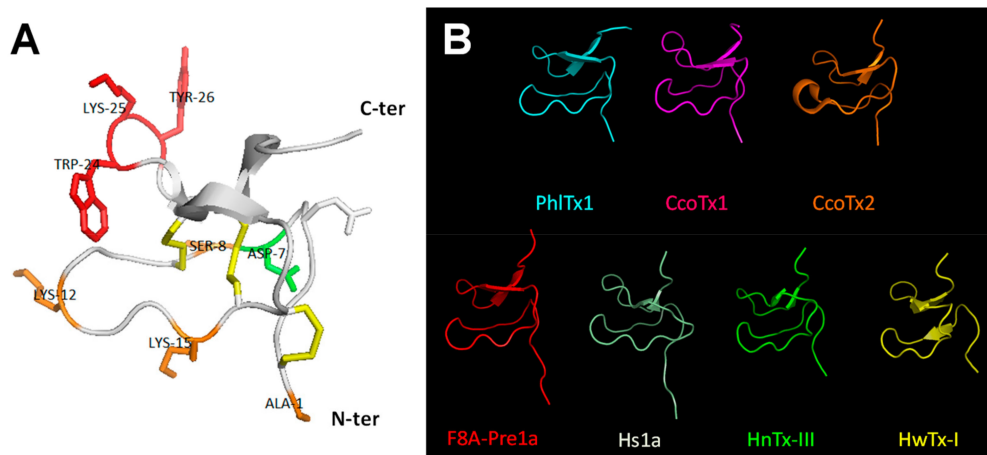 A
LYS-25
TYR-26
C-ter
TRP-24
SER-8
ASP-7
LYS-12
LYS-15
ALA-1
N-ter
B
PhlTx1
CcoTx1
CcoTx2
F8A-Pre1a
Hs1a
HnTx-III
HwTx-I